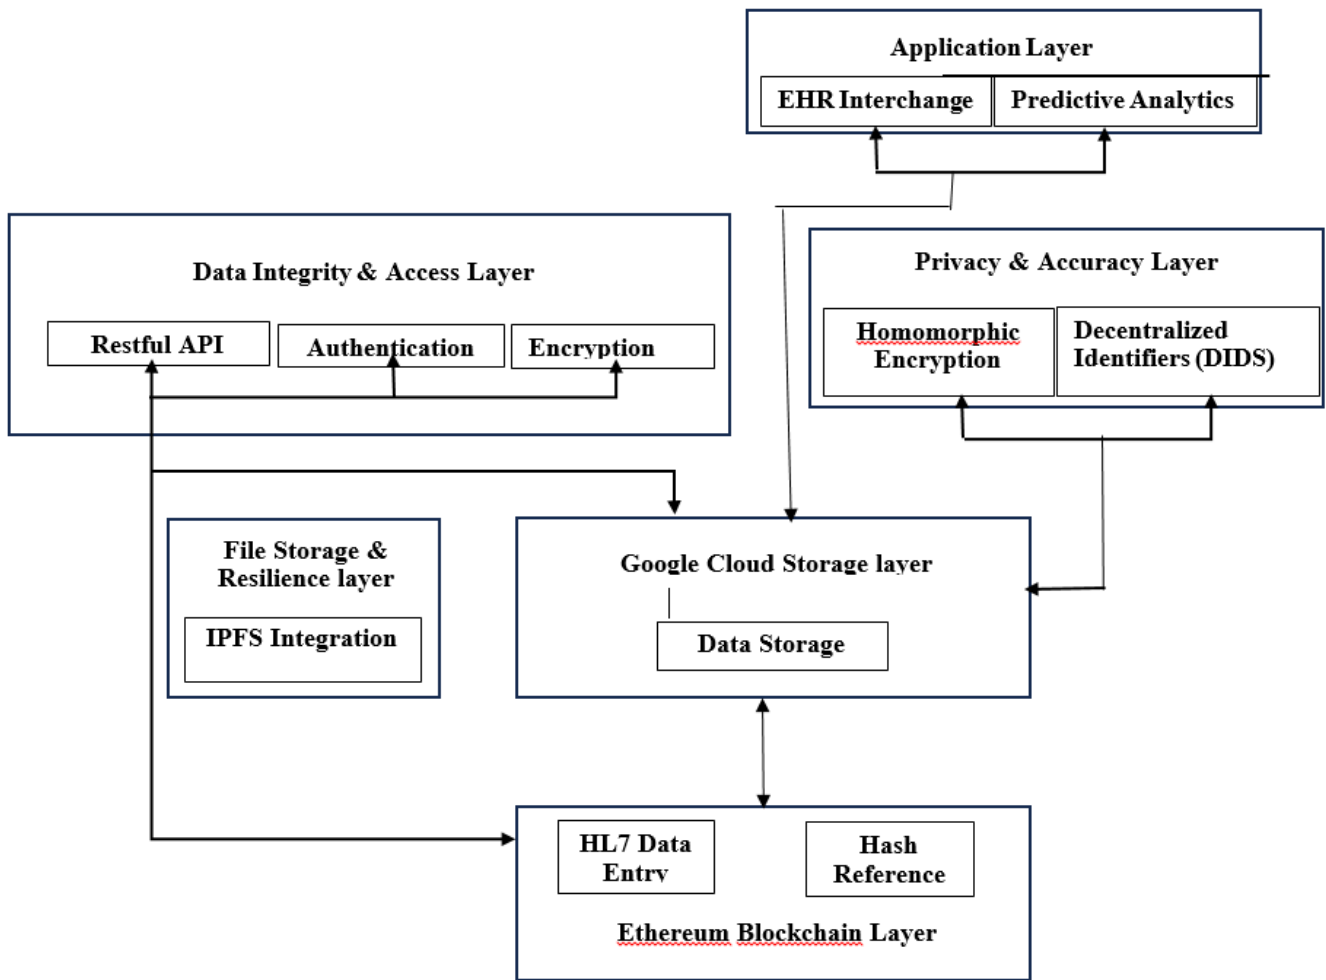 Application Layer
EHR Interchange
Predictive Analytics
Data Integrity & Access Layer
Restful API
Authentication
Encryption
Privacy & Accuracy Layer
Homomorphic
Encryption
Decentralized
Identifiers (DIDS)
File Storage &
Resilience layer
IPFS Integration
Google Cloud Storage layer
Data Storage
HL7 Data
Entry
Hash
Reference
Ethereum Blockchain Layer